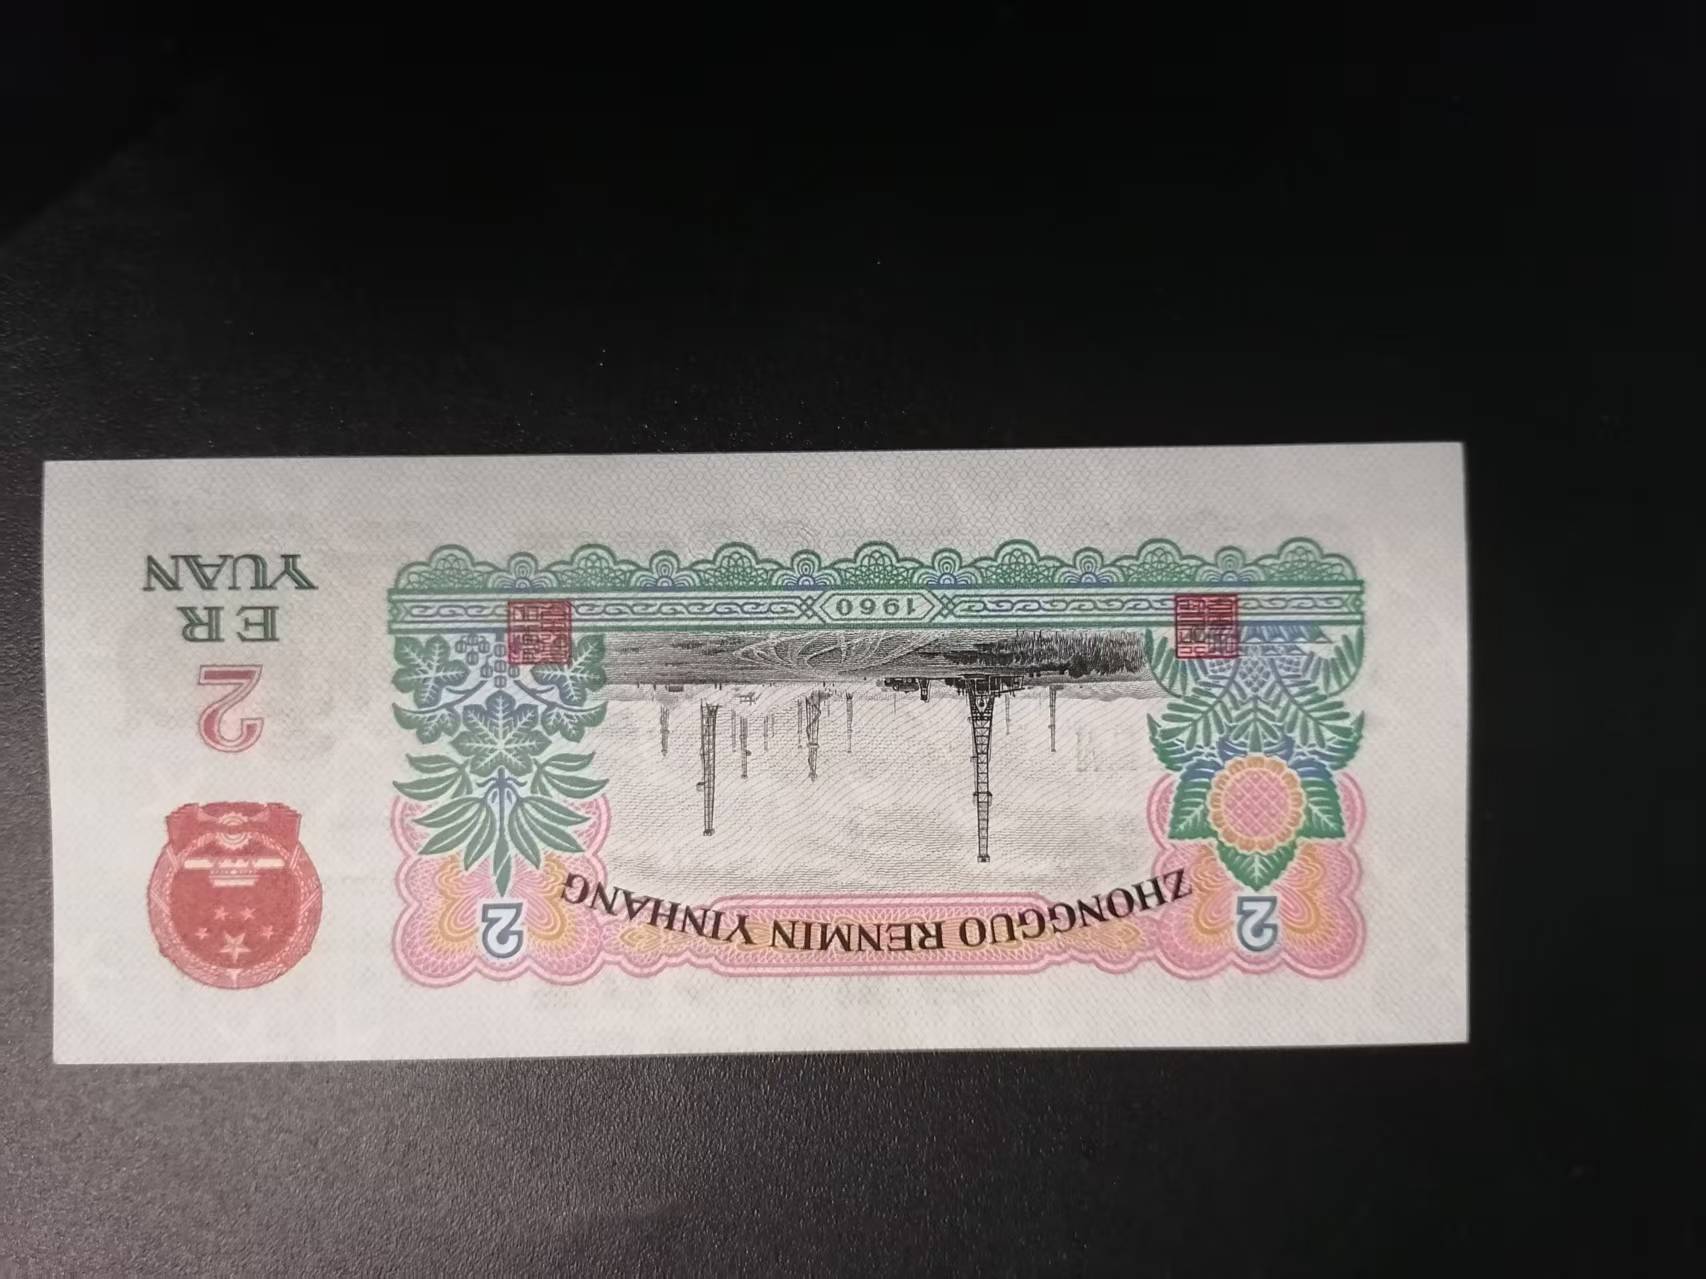 ZHONGGUO RENMIN YINHANG
2
2
1960
2
ER
YUAN